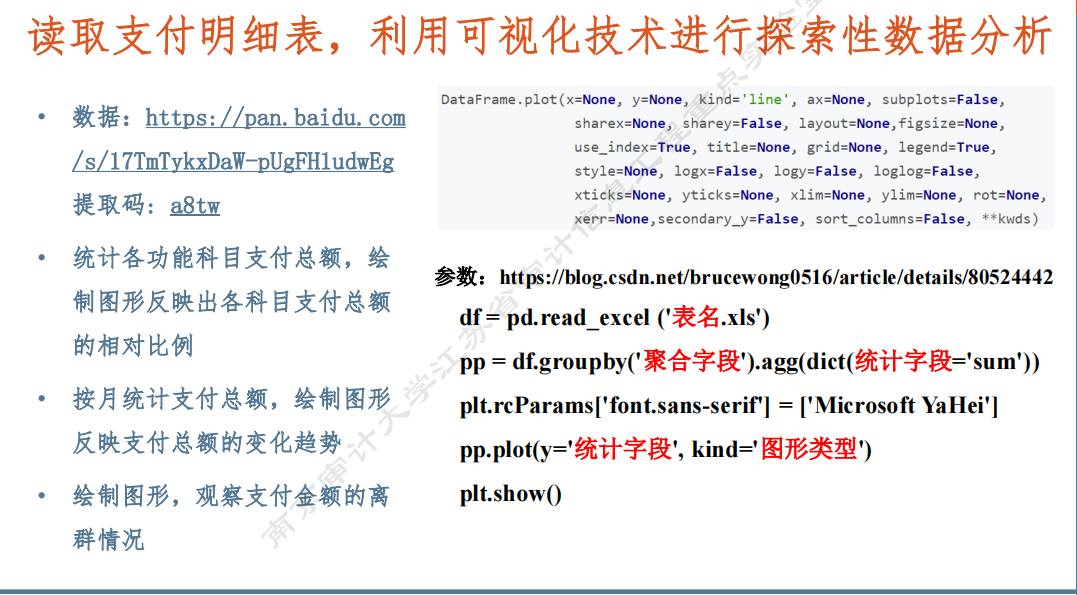 读取支付明细表，利用可视化技术进行探索性数据分析
• 数据：https://pan.baidu.com
/s/17TmTykxDaW-pUgFH1udwEg
提取码：a8tw
• 统计各功能科目支付总额，绘
制图形反映出各科目支付总额
的相对比例
• 按月统计支付总额，绘制图形
反映支付总额的变化趋势
• 绘制图形，观察支付金额的离
群情况
DataFrame.plot(x=None, y=None, kind='line', ax=None, subplots=False,
sharex=None, sharey=False, layout=None,figsize=None,
use_index=True, title=None, grid=None, legend=True,
style=None, logx=False, logy=False, loglog=False,
xticks=None, yticks=None, xlim=None, ylim=None, rot=None,
xerr=None,secondary_y=False, sort_columns=False, **kwds)
参数：https://blog.csdn.net/brucewong0516/article/details/80524442
df = pd.read_excel ('表名.xls')
pp = df.groupby('聚合字段').agg(dict(统计字段='sum'))
plt.rcParams['font.sans-serif'] = ['Microsoft YaHei']
pp.plot(y='统计字段', kind='图形类型')
plt.show()
南京审计大学江苏省审计信息工程重点实验室